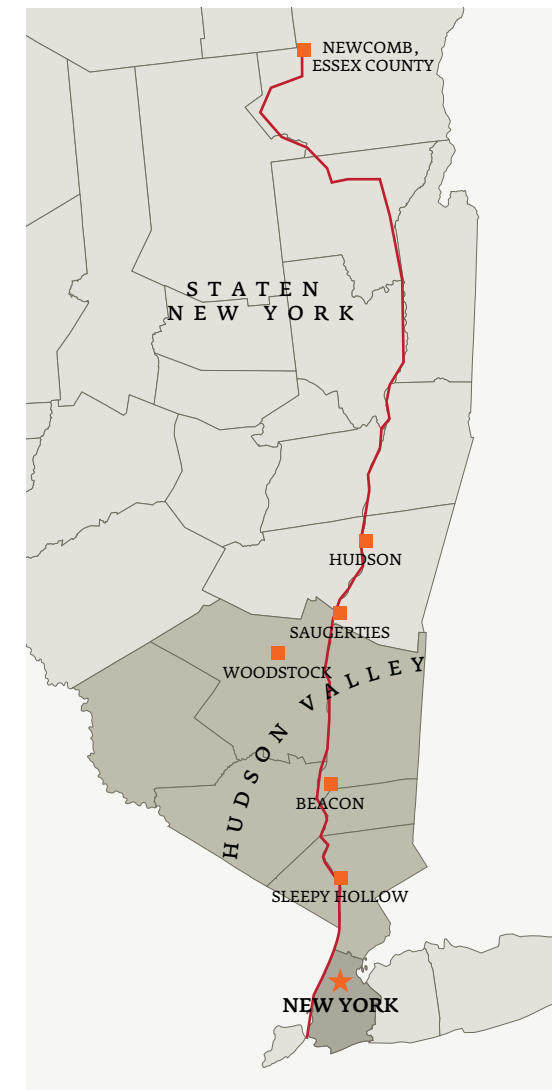 NEWCOMB,
ESSEX COUNTY
STATEN
NEW YORK
HUDSON
SAUGERTIES
WOODSTOCK
HUDSON VALLEY
BEACON
SLEEPY HOLLOW
NEW YORK